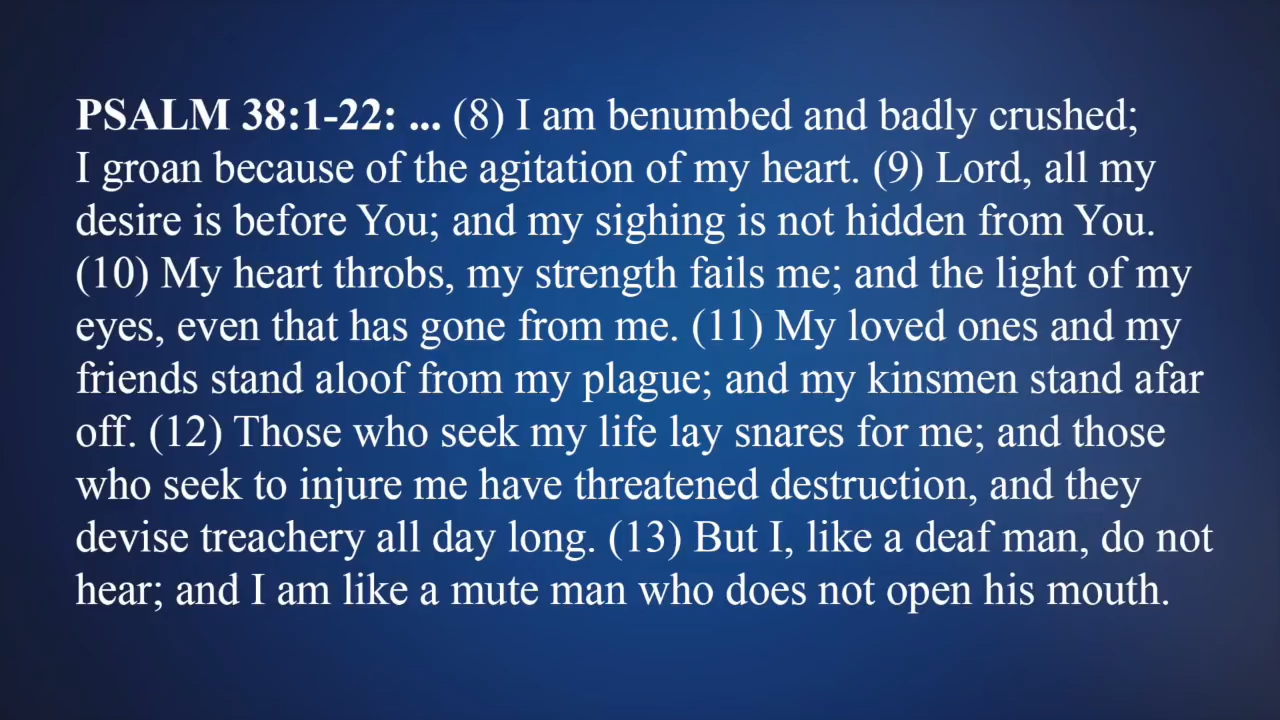 PSALM 38:1-22: ... (8) I am benumbed and badly crushed;
I groan because of the agitation of my heart. (9) Lord, all my
desire is before You; and my sighing is not hidden from You.
(10) My heart throbs, my strength fails me; and the light of my
eyes, even that has gone from me. (11) My loved ones and my
friends stand aloof from my plague; and my kinsmen stand afar
off. (12) Those who seek my life lay snares for me; and those
who seek to injure me have threatened destruction, and they
devise treachery all day long. (13) But I, like a deaf man, do not
hear; and I am like a mute man who does not open his mouth.